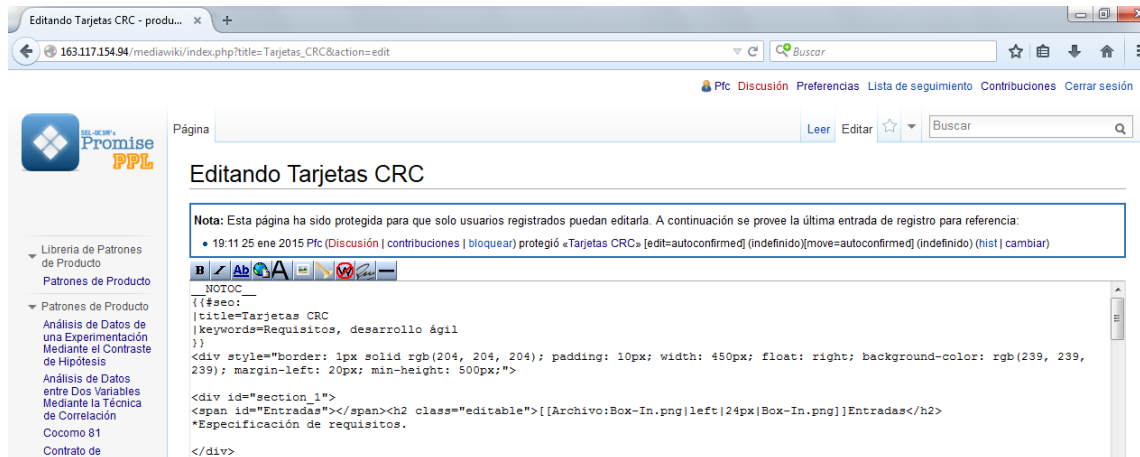 Editando Tarjetas CRC - produ...
163.117.154.94/mediawiki/index.php?title=Tarjetas_CRC&action=edit
Buscar
Pfc Discusión Preferencias Lista de seguimiento Contribuciones Cerrar sesión
SEL-UC3M's
Promise
PPL
Página
Leer Editar
Buscar
Editando Tarjetas CRC
Nota: Esta página ha sido protegida para que solo usuarios registrados puedan editarla. A continuación se provee la última entrada de registro para referencia:
• 19:11 25 ene 2015 Pfc (Discusión | contribuciones | bloquear) protegió «Tarjetas CRC» [edit=autoconfirmed] (indefinido)[move=autoconfirmed] (indefinido) (hist | cambiar)
B I Ab A W
Libreria de Patrones
de Producto
Patrones de Producto
Patrones de Producto
Análisis de Datos de
una Experimentación
Mediante el Contraste
de Hipótesis
Análisis de Datos
entre Dos Variables
Mediante la Técnica
de Correlación
Cocomo 81
Contrato de
__NOTOC__
{{#seo:
|title=Tarjetas CRC
|keywords=Requisitos, desarrollo ágil
}}
<div style="border: 1px solid rgb(204, 204, 204); padding: 10px; width: 450px; float: right; background-color: rgb(239, 239,
239); margin-left: 20px; min-height: 500px;">
<div id="section_1">
<span id="Entradas"></span><h2 class="editable">[[Archivo:Box-In.png|left|24px|Box-In.png]]Entradas</h2>
*Especificación de requisitos.
</div>